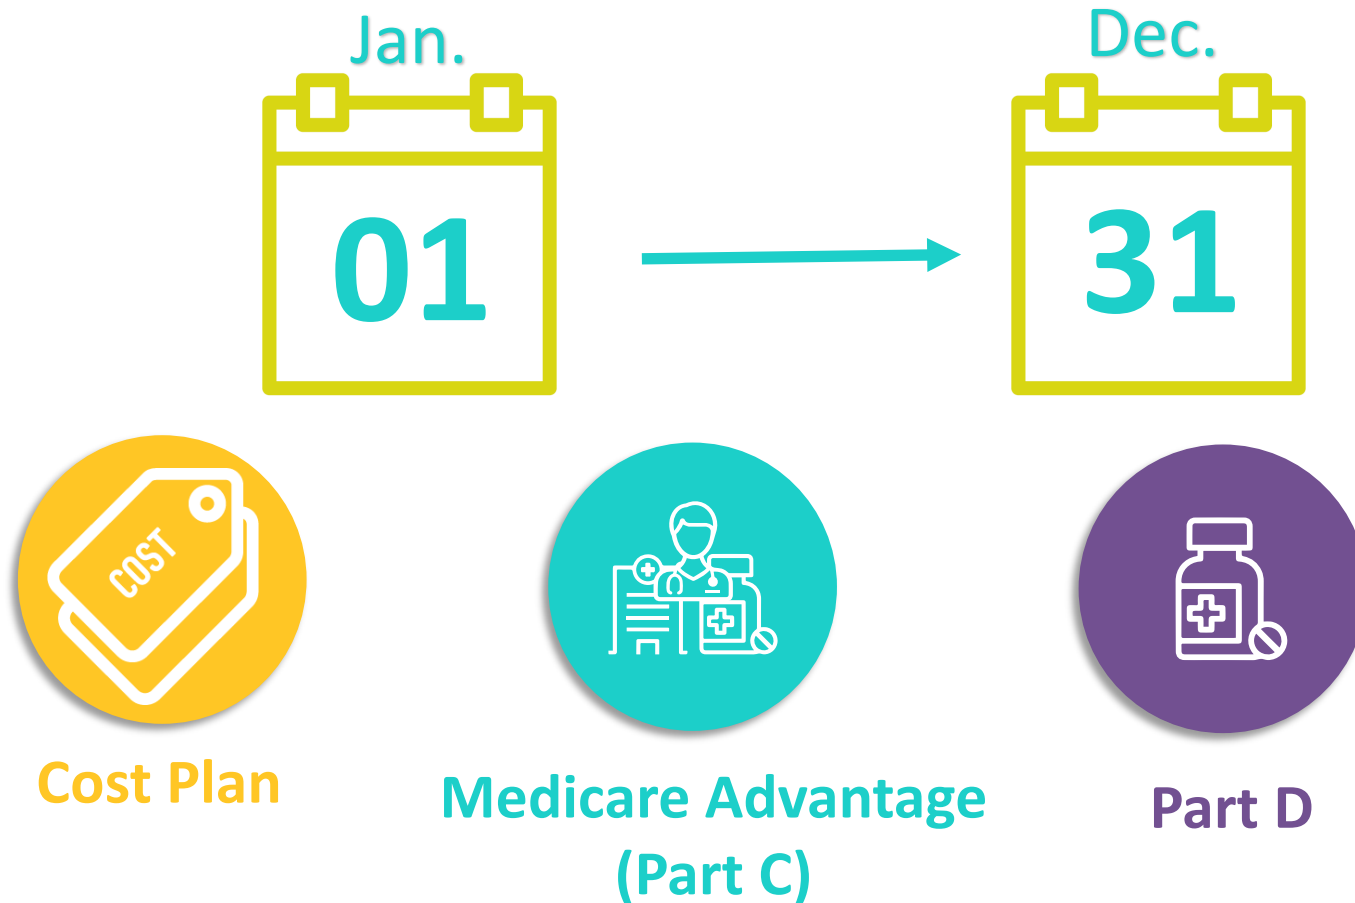 Jan.
Dec.
01
31
COST
Cost Plan
Medicare Advantage
(Part C)
Part D